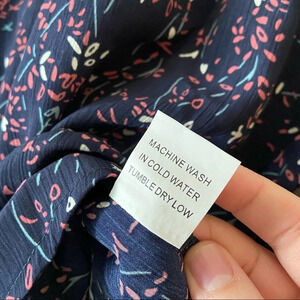 MACHINE WASH
IN COLD WATER
TUMBLE DRY LOW